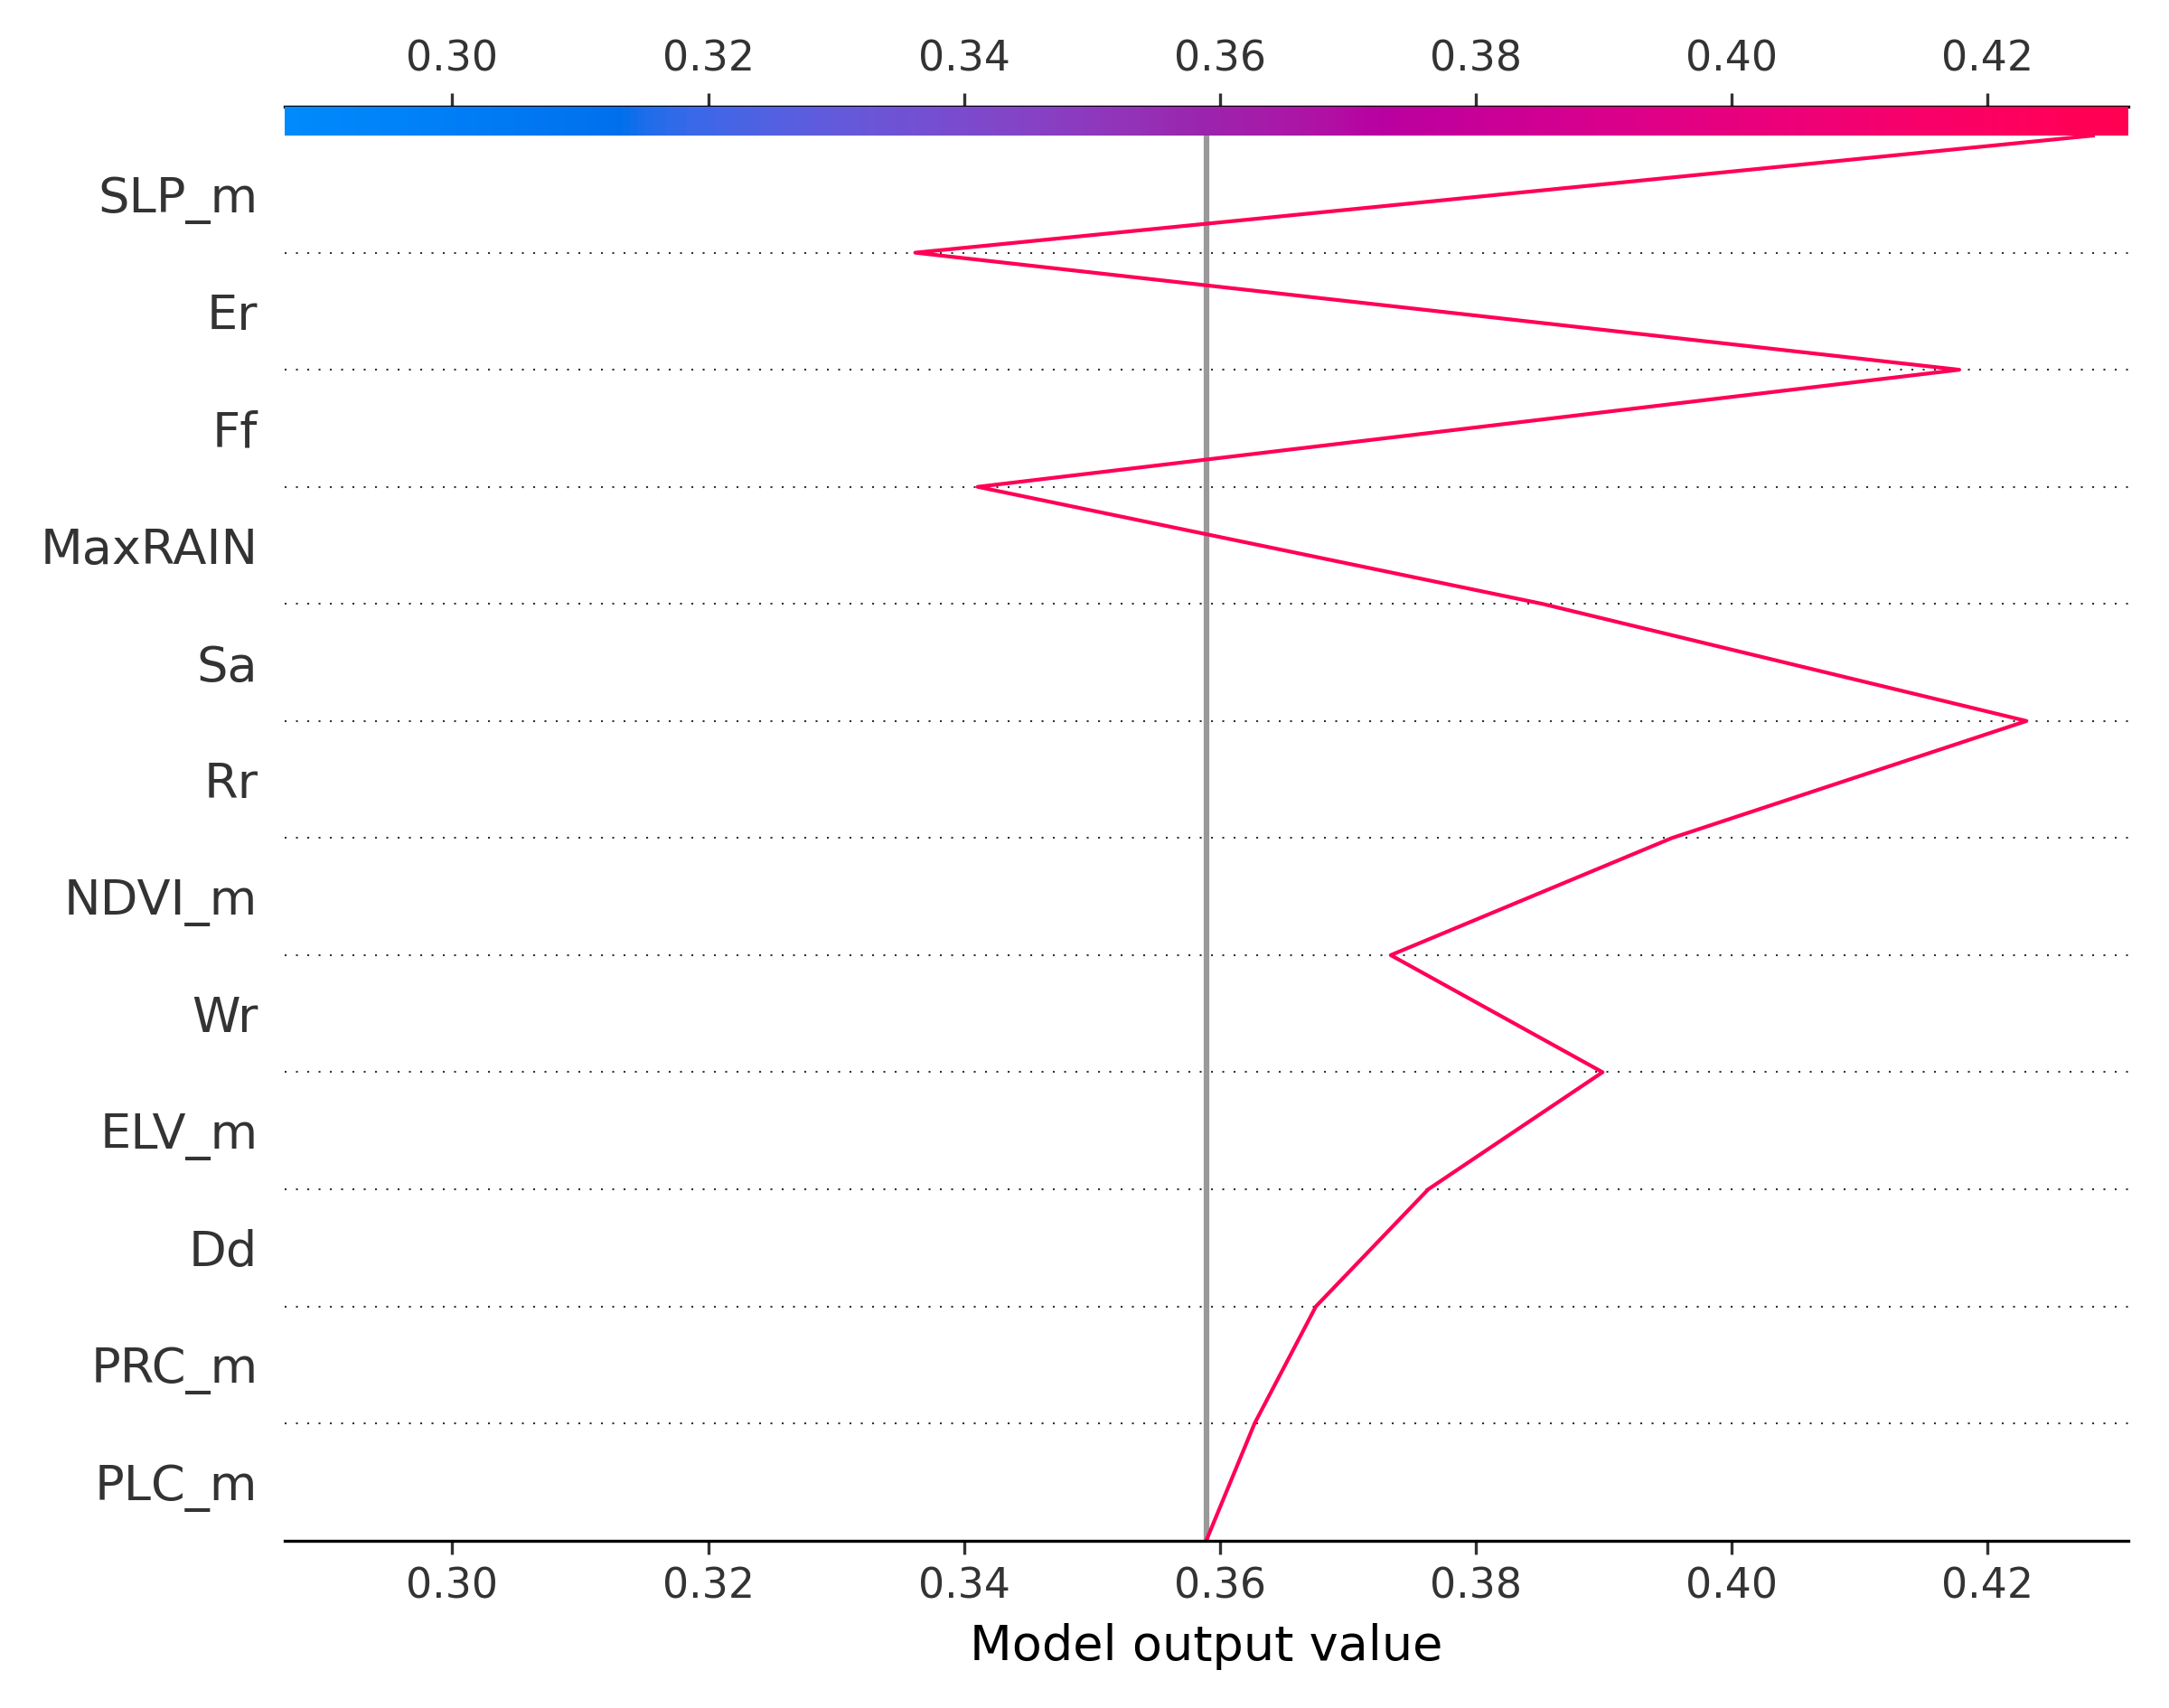 0.30 0.32 0.34 0.36 0.38 0.40 0.42
SLP_m
Er
Ff
MaxRAIN
Sa
Rr
NDVI_m
Wr
ELV_m
Dd
PRC_m
PLC_m
0.30 0.32 0.34 0.36 0.38 0.40 0.42
Model output value